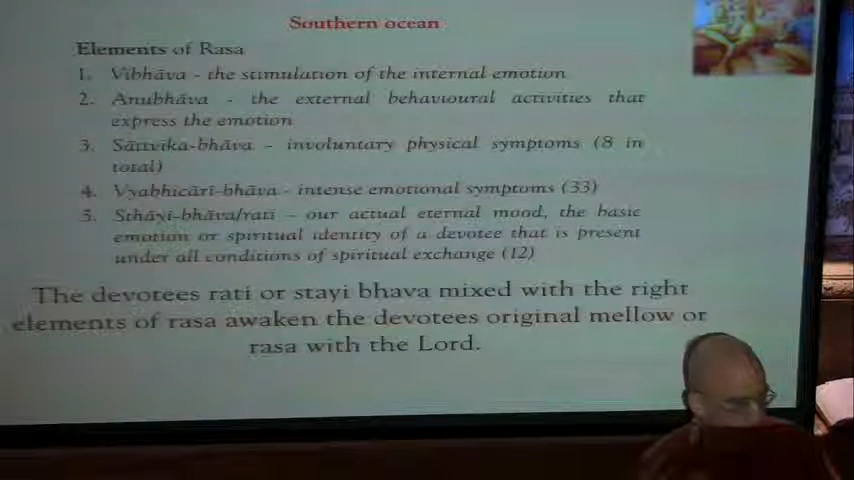 Southern ocean
Elements of Rasa
1. Vibhāva - the stimulation of the internal emotion
2. Anubhāva - the external behavioural activities that
express the emotion
3. Sāttvika-bhāva - involuntary physical symptoms (8 in
total)
4. Vyabhicārī-bhāva - intense emotional symptoms (33)
5. Sthāyi-bhāva/rati – our actual eternal mood, the basic
emotion or spiritual identity of a devotee that is present
under all conditions of spiritual exchange (12)
The devotees rati or stayi bhava mixed with the right
elements of rasa awaken the devotees original mellow or
rasa with the Lord.